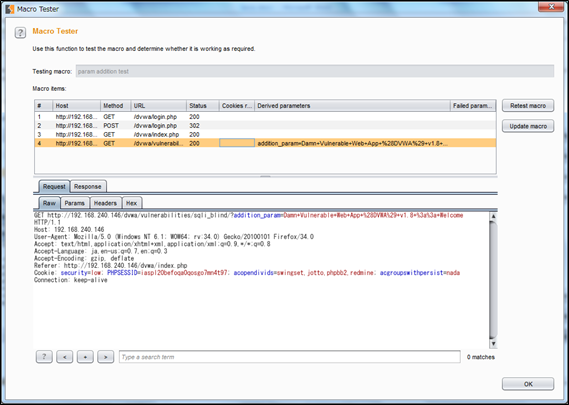 Macro Tester
?
Macro Tester
Use this function to test the macro and determine whether it is working as required.
Testing macro: param addition test
Macro items:
# Host Method URL Status Cookies r... Derived parameters Failed param...
1 http://192.168... GET /dvwa/login.php 200
2 http://192.168... POST /dvwa/login.php 302
3 http://192.168... GET /dvwa/index.php 200
4 http://192.168... GET /dvwa/vulnerabil... 200 addition_param=Damn+Vulnerable+Web+App+%28DVWA%29+v1.8+...
Retest macro
Update macro
Request Response
Raw Params Headers Hex
GET http://192.168.240.146/dvwa/vulnerabilities/sqli_blind/?addition_param=Damn+Vulnerable+Web+App+%28DVWA%29+v1.8+%3a%3a+Welcome
HTTP/1.1
Host: 192.168.240.146
User-Agent: Mozilla/5.0 (Windows NT 6.1; WOW64; rv:34.0) Gecko/20100101 Firefox/34.0
Accept: text/html,application/xhtml+xml,application/xml;q=0.9,*/*;q=0.8
Accept-Language: ja,en-us;q=0.7,en;q=0.3
Accept-Encoding: gzip, deflate
Referer: http://192.168.240.146/dvwa/index.php
Cookie: security=low; PHPSESSID=iaspl20befoqa0qosgo7mn4t97; acopendivids=swingset,jotto,phpbb2,redmine; acgroupswithpersist=nada
Connection: keep-alive
? < + > Type a search term 0 matches
OK